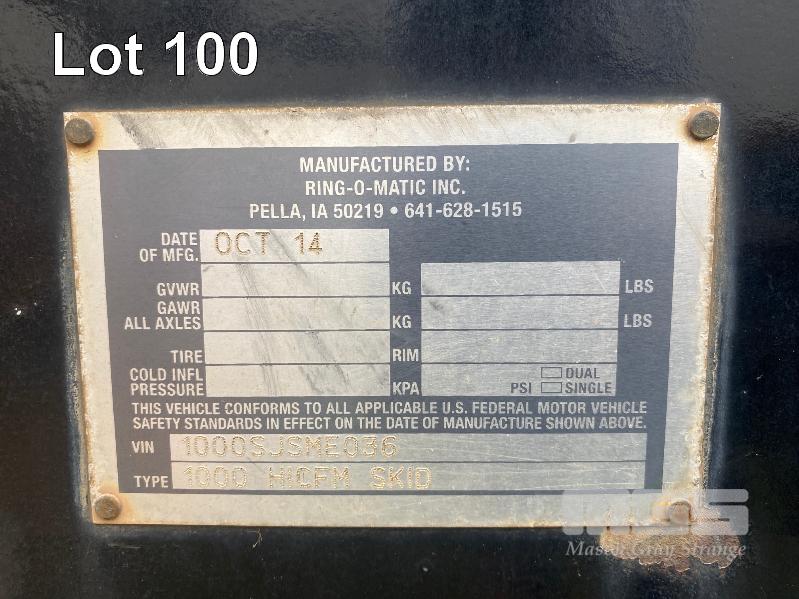 Lot 100
MANUFACTURED BY:
RING-O-MATIC INC.
PELLA, IA 50219 • 641-628-1515
DATE OF MFG. OCT 14
GVWR KG LBS
GAWR ALL AXLES KG LBS
TIRE RIM
COLD INFL PRESSURE KPA PSI DUAL SINGLE
THIS VEHICLE CONFORMS TO ALL APPLICABLE U.S. FEDERAL MOTOR VEHICLE
SAFETY STANDARDS IN EFFECT ON THE DATE OF MANUFACTURE SHOWN ABOVE.
VIN 1000SJSME036
TYPE 1000 HICFM SKID
MGS
Master Gray Strange